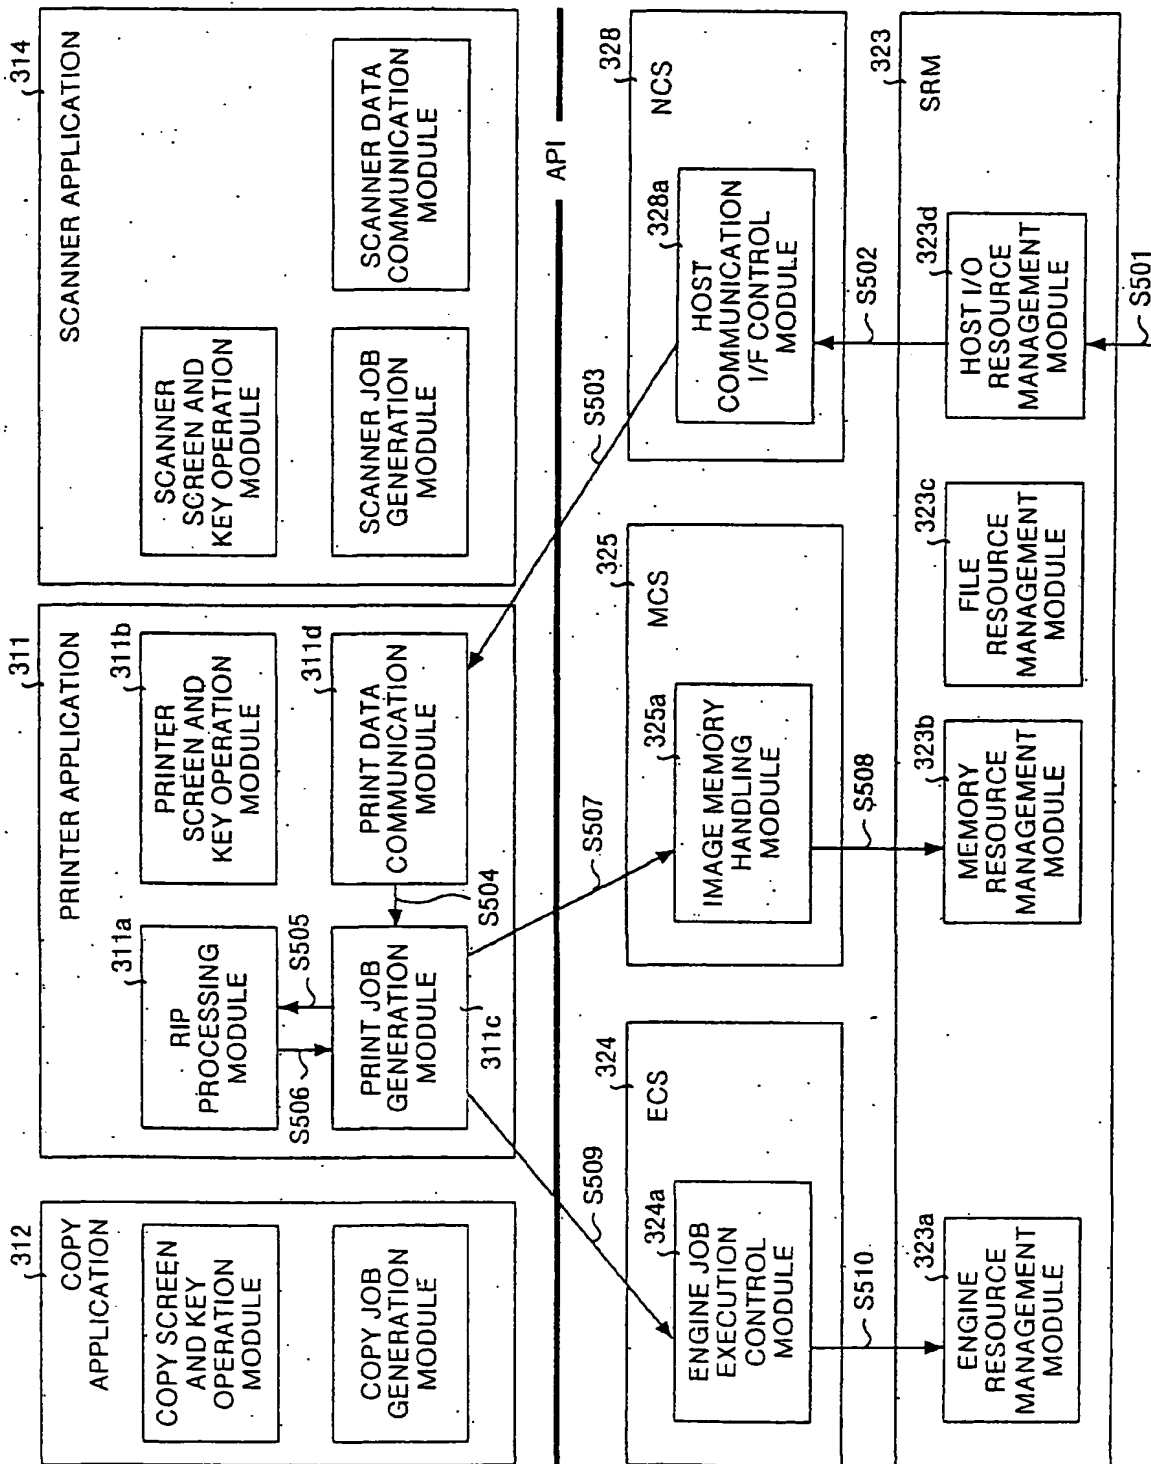 312
COPY
APPLICATION
COPY SCREEN
AND KEY
OPERATION
MODULE
COPY JOB
GENERATION
MODULE
311
PRINTER APPLICATION
311a
RIP
PROCESSING
MODULE
311b
PRINTER
SCREEN AND
KEY OPERATION
MODULE
S506
S505
PRINT JOB
GENERATION
MODULE
311c
S504
311d
PRINT DATA
COMMUNICATION
MODULE
314
SCANNER APPLICATION
SCANNER
SCREEN AND
KEY OPERATION
MODULE
SCANNER JOB
GENERATION
MODULE
SCANNER DATA
COMMUNICATION
MODULE
API
S509
S507
S503
324
ECS
324a
ENGINE JOB
EXECUTION
CONTROL
MODULE
325
MCS
325a
IMAGE MEMORY
HANDLING
MODULE
328
NCS
328a
HOST
COMMUNICATION
I/F CONTROL
MODULE
S510
S508
S502
323
SRM
323a
ENGINE
RESOURCE
MANAGEMENT
MODULE
323b
MEMORY
RESOURCE
MANAGEMENT
MODULE
323c
FILE
RESOURCE
MANAGEMENT
MODULE
323d
HOST I/O
RESOURCE
MANAGEMENT
MODULE
S501